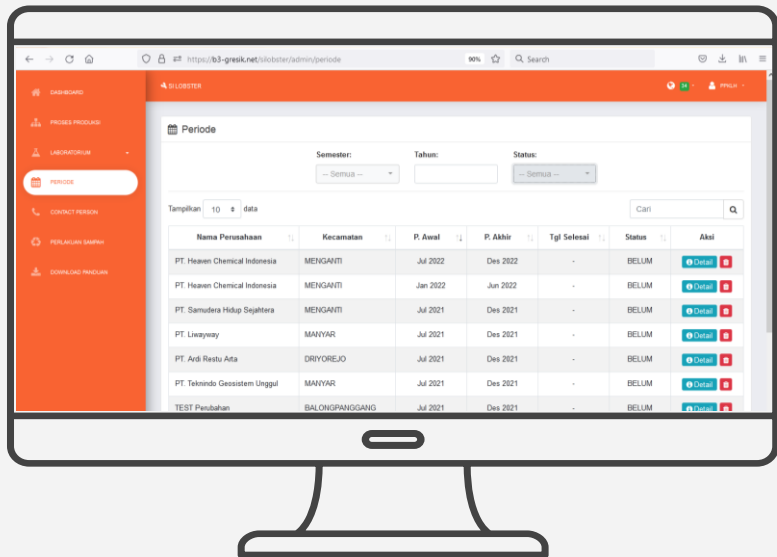 https://b3-gresik.net/silobster/admin/periode 90% Search
DASHBOARD
SI LOBSTER
PROSES PRODUKSI
LABORATORIUM
PERIODE
CONTACT PERSON
PERLAKUAN SAMPAH
DOWNLOAD PANDUAN
Periode
Semester: Tahun: Status:
-- Semua -- -- Semua --
Tampilkan 10 data Cari
Nama Perusahaan Kecamatan P. Awal P. Akhir Tgl Selesai Status Aksi
PT. Heaven Chemical Indonesia MENGANTI Jul 2022 Des 2022 - BELUM Detail
PT. Heaven Chemical Indonesia MENGANTI Jan 2022 Jun 2022 - BELUM Detail
PT. Samudera Hidup Sejahtera MENGANTI Jul 2021 Des 2021 - BELUM Detail
PT. Liwayway MANYAR Jul 2021 Des 2021 - BELUM Detail
PT. Ardi Restu Arta DRIYOREJO Jul 2021 Des 2021 - BELUM Detail
PT. Teknindo Geosistem Unggul MANYAR Jul 2021 Des 2021 - BELUM Detail
TEST Perubahan BALONGPANGGANG Jul 2021 Des 2021 - BELUM Detail